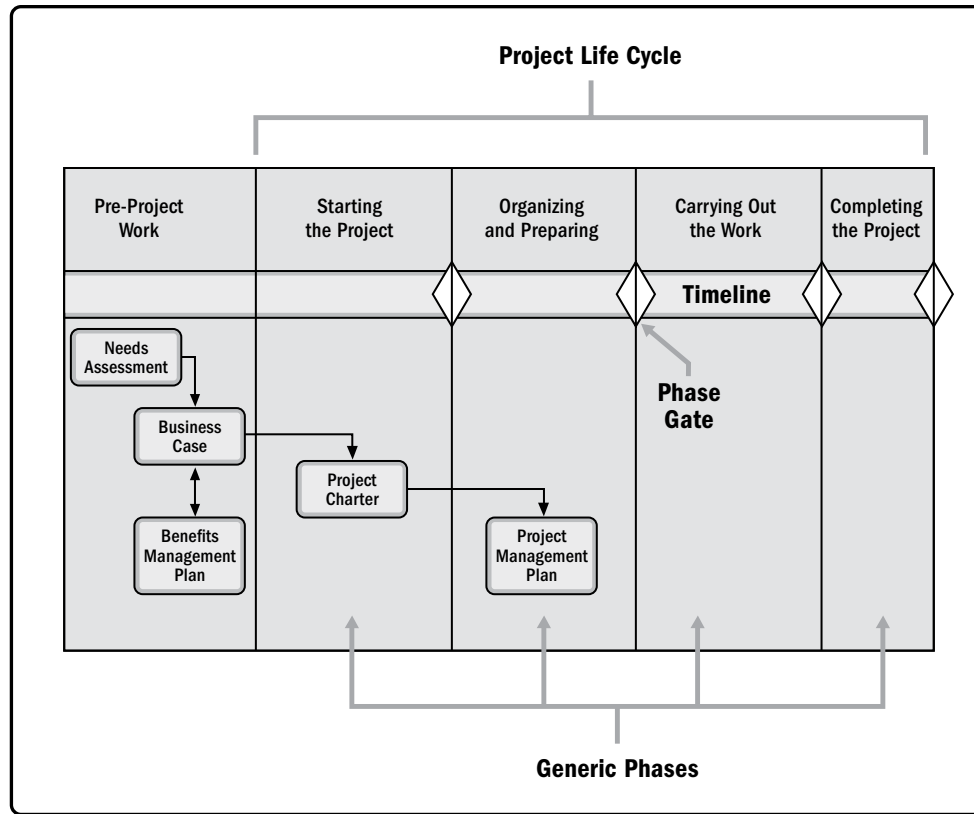 Project Life Cycle
Pre-Project
Work
Starting
the Project
Organizing
and Preparing
Carrying Out
the Work
Completing
the Project
Timeline
Needs
Assessment
Phase
Gate
Business
Case
Project
Charter
Benefits
Management
Plan
Project
Management
Plan
Generic Phases